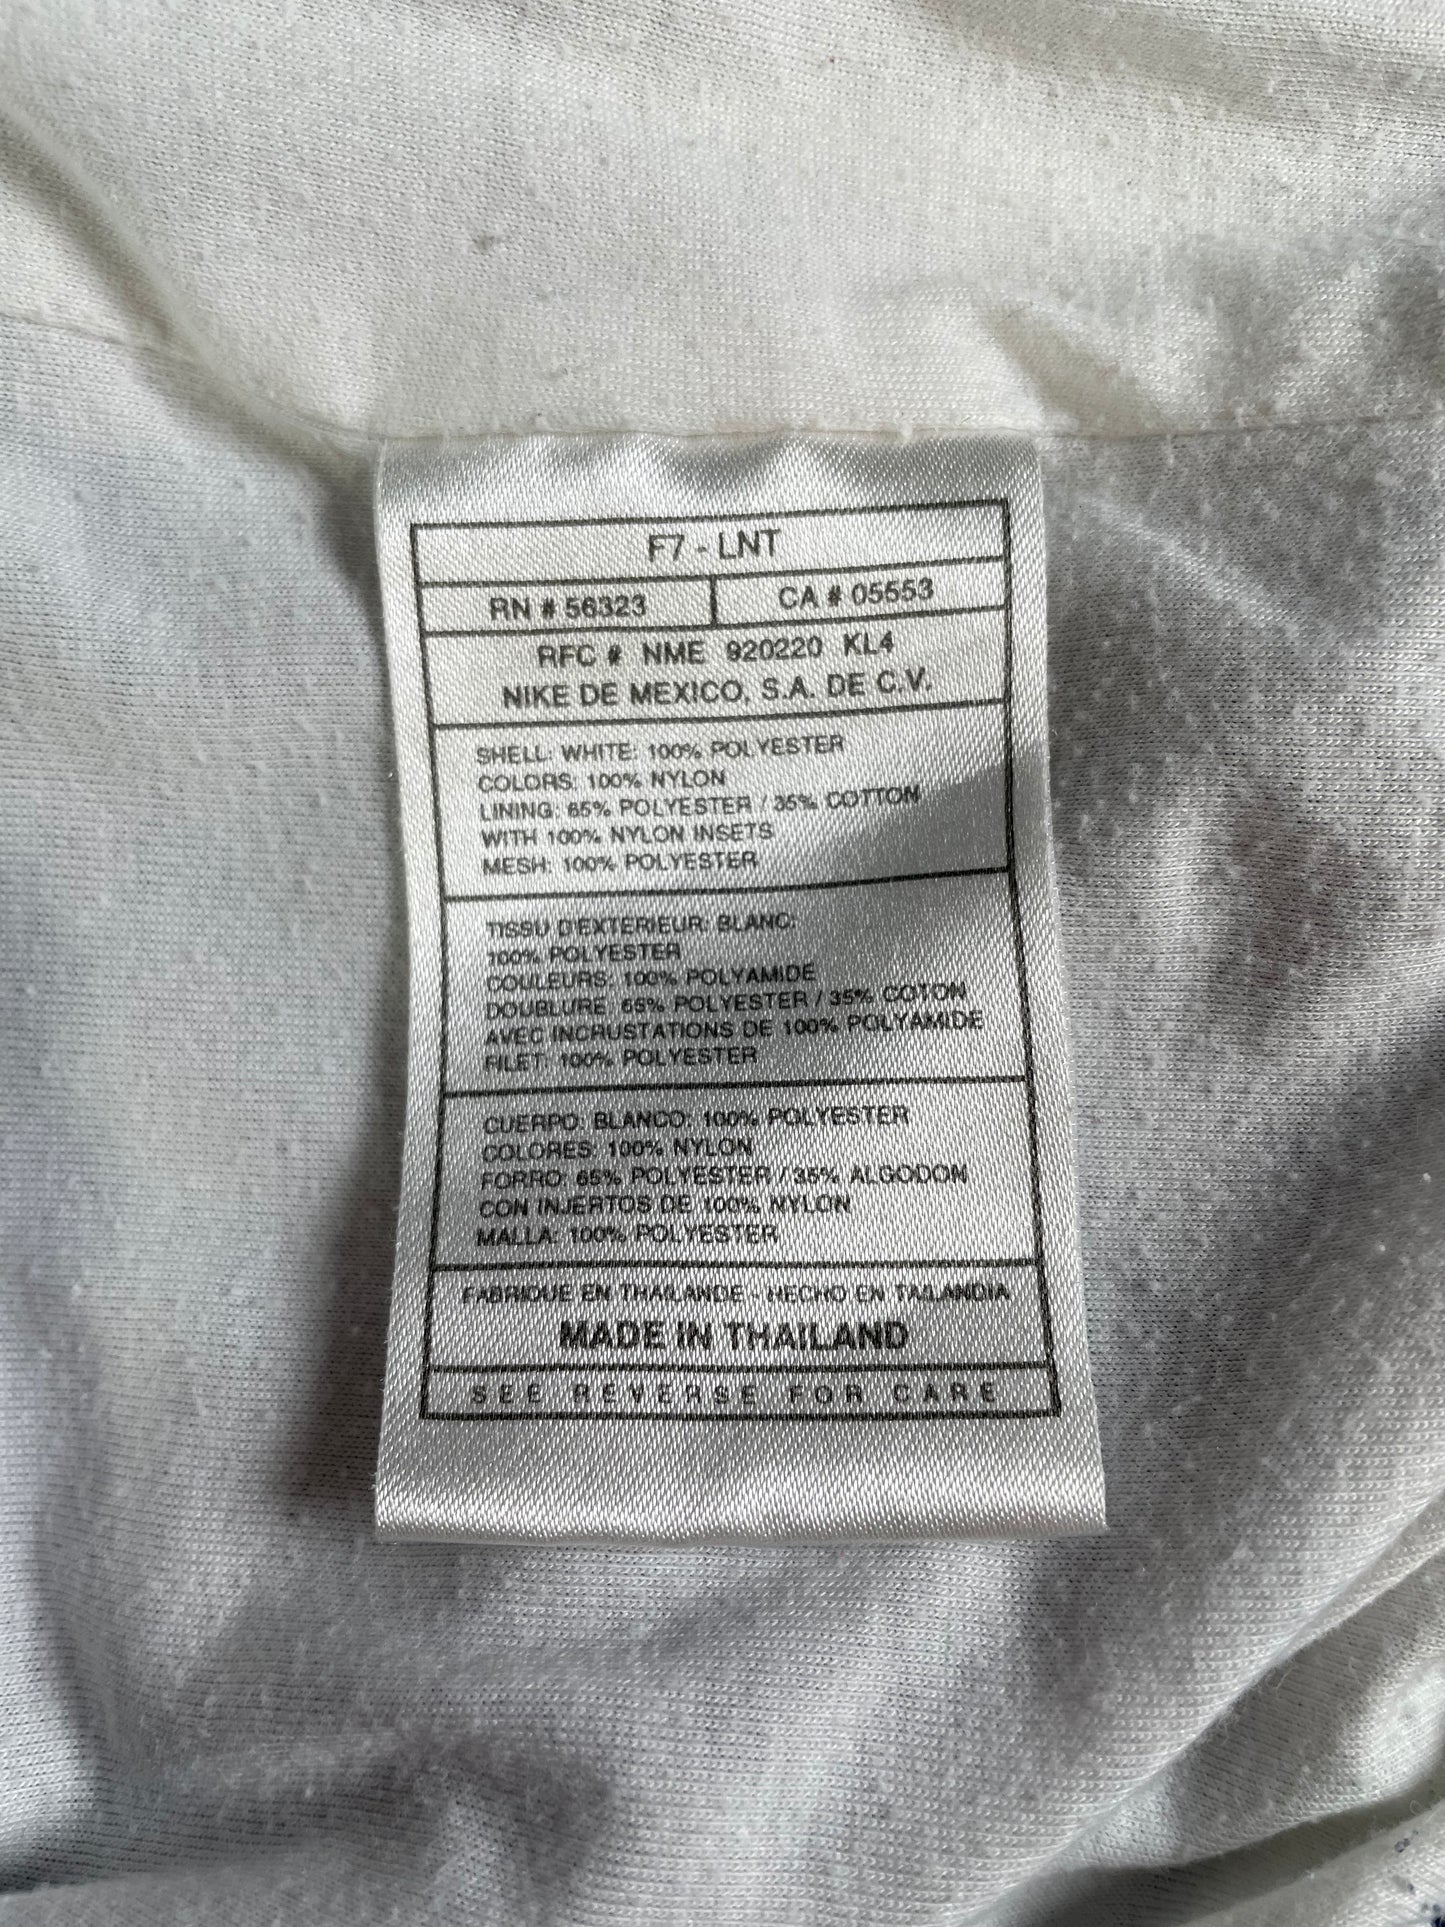 F7 - LNT
RN # 56323
CA # 05553
RFC # NME 920220 KL4
NIKE DE MEXICO, S.A. DE C.V.
SHELL: WHITE: 100% POLYESTER
COLORS: 100% NYLON
LINING: 65% POLYESTER / 35% COTTON
WITH 100% NYLON INSETS
MESH: 100% POLYESTER
TISSU D'EXTERIEUR: BLANC:
100% POLYESTER
COULEURS: 100% POLYAMIDE
DOUBLURE: 65% POLYESTER / 35% COTON
AVEC INCRUSTATIONS DE 100% POLYAMIDE
FILET: 100% POLYESTER
CUERPO: BLANCO: 100% POLYESTER
COLORES: 100% NYLON
FORRO: 65% POLYESTER / 35% ALGODON
CON INJERTOS DE 100% NYLON
MALLA: 100% POLYESTER
FABRIQUE EN THAILANDE - HECHO EN TAILANDIA
MADE IN THAILAND
SEE REVERSE FOR CARE